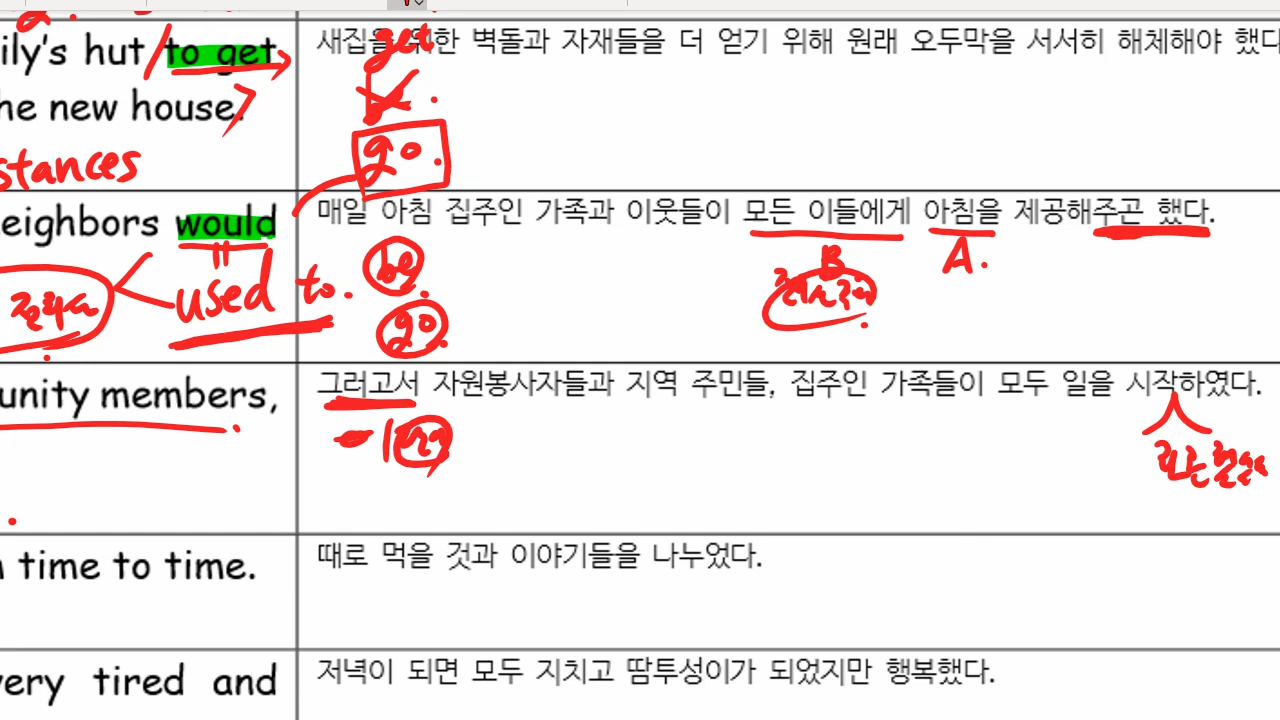 ily's hut / to get
he new house.
stances
새집을 위한 벽돌과 자재들을 더 얻기 위해 원래 오두막을 서서히 해체해야 했다
get
go.
eighbors would
used to.
매일 아침 집주인 가족과 이웃들이 모든 이들에게 아침을 제공해주곤 했다.
B
A.
be
go
unity members,
그러고서 자원봉사자들과 지역 주민들, 집주인 가족들이 모두 일을 시작하였다.
time to time.
때로 먹을 것과 이야기들을 나누었다.
very tired and
저녁이 되면 모두 지치고 땀투성이가 되었지만 행복했다.